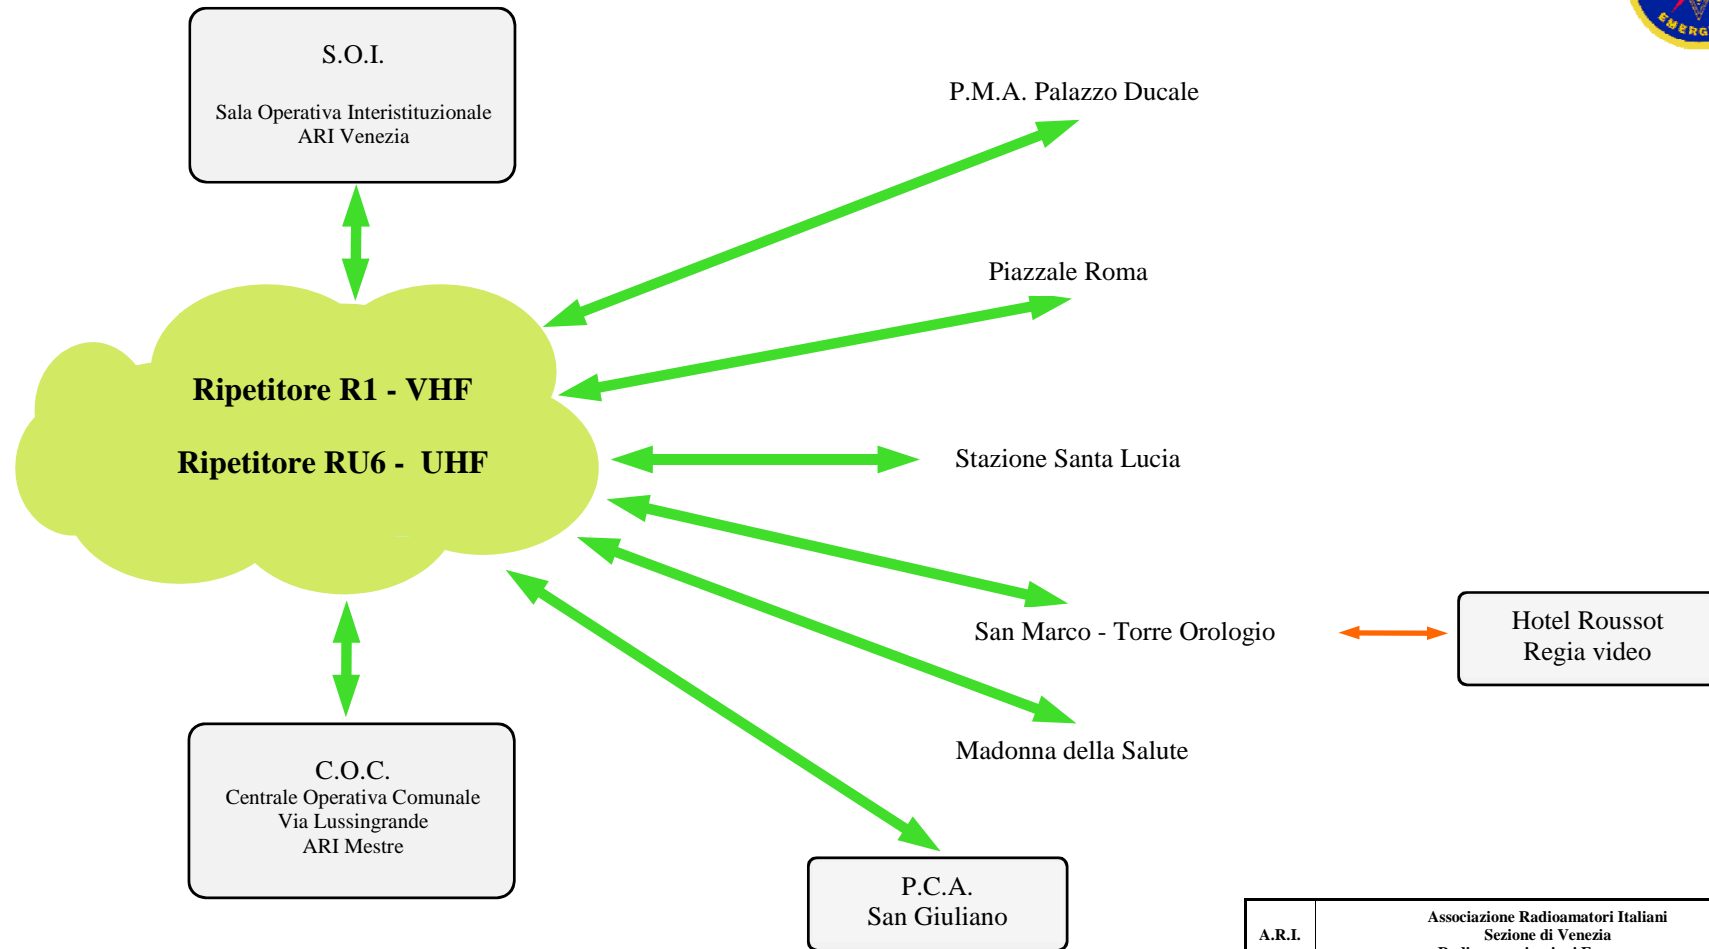 S.O.I.
Sala Operativa Interistituzionale
ARI Venezia
P.M.A. Palazzo Ducale
Piazzale Roma
Ripetitore R1 - VHF
Ripetitore RU6 - UHF
Stazione Santa Lucia
San Marco - Torre Orologio
Hotel Roussot
Regia video
Madonna della Salute
C.O.C.
Centrale Operativa Comunale
Via Lussingrande
ARI Mestre
P.C.A.
San Giuliano
A.R.I.
Associazione Radioamatori Italiani
Sezione di Venezia